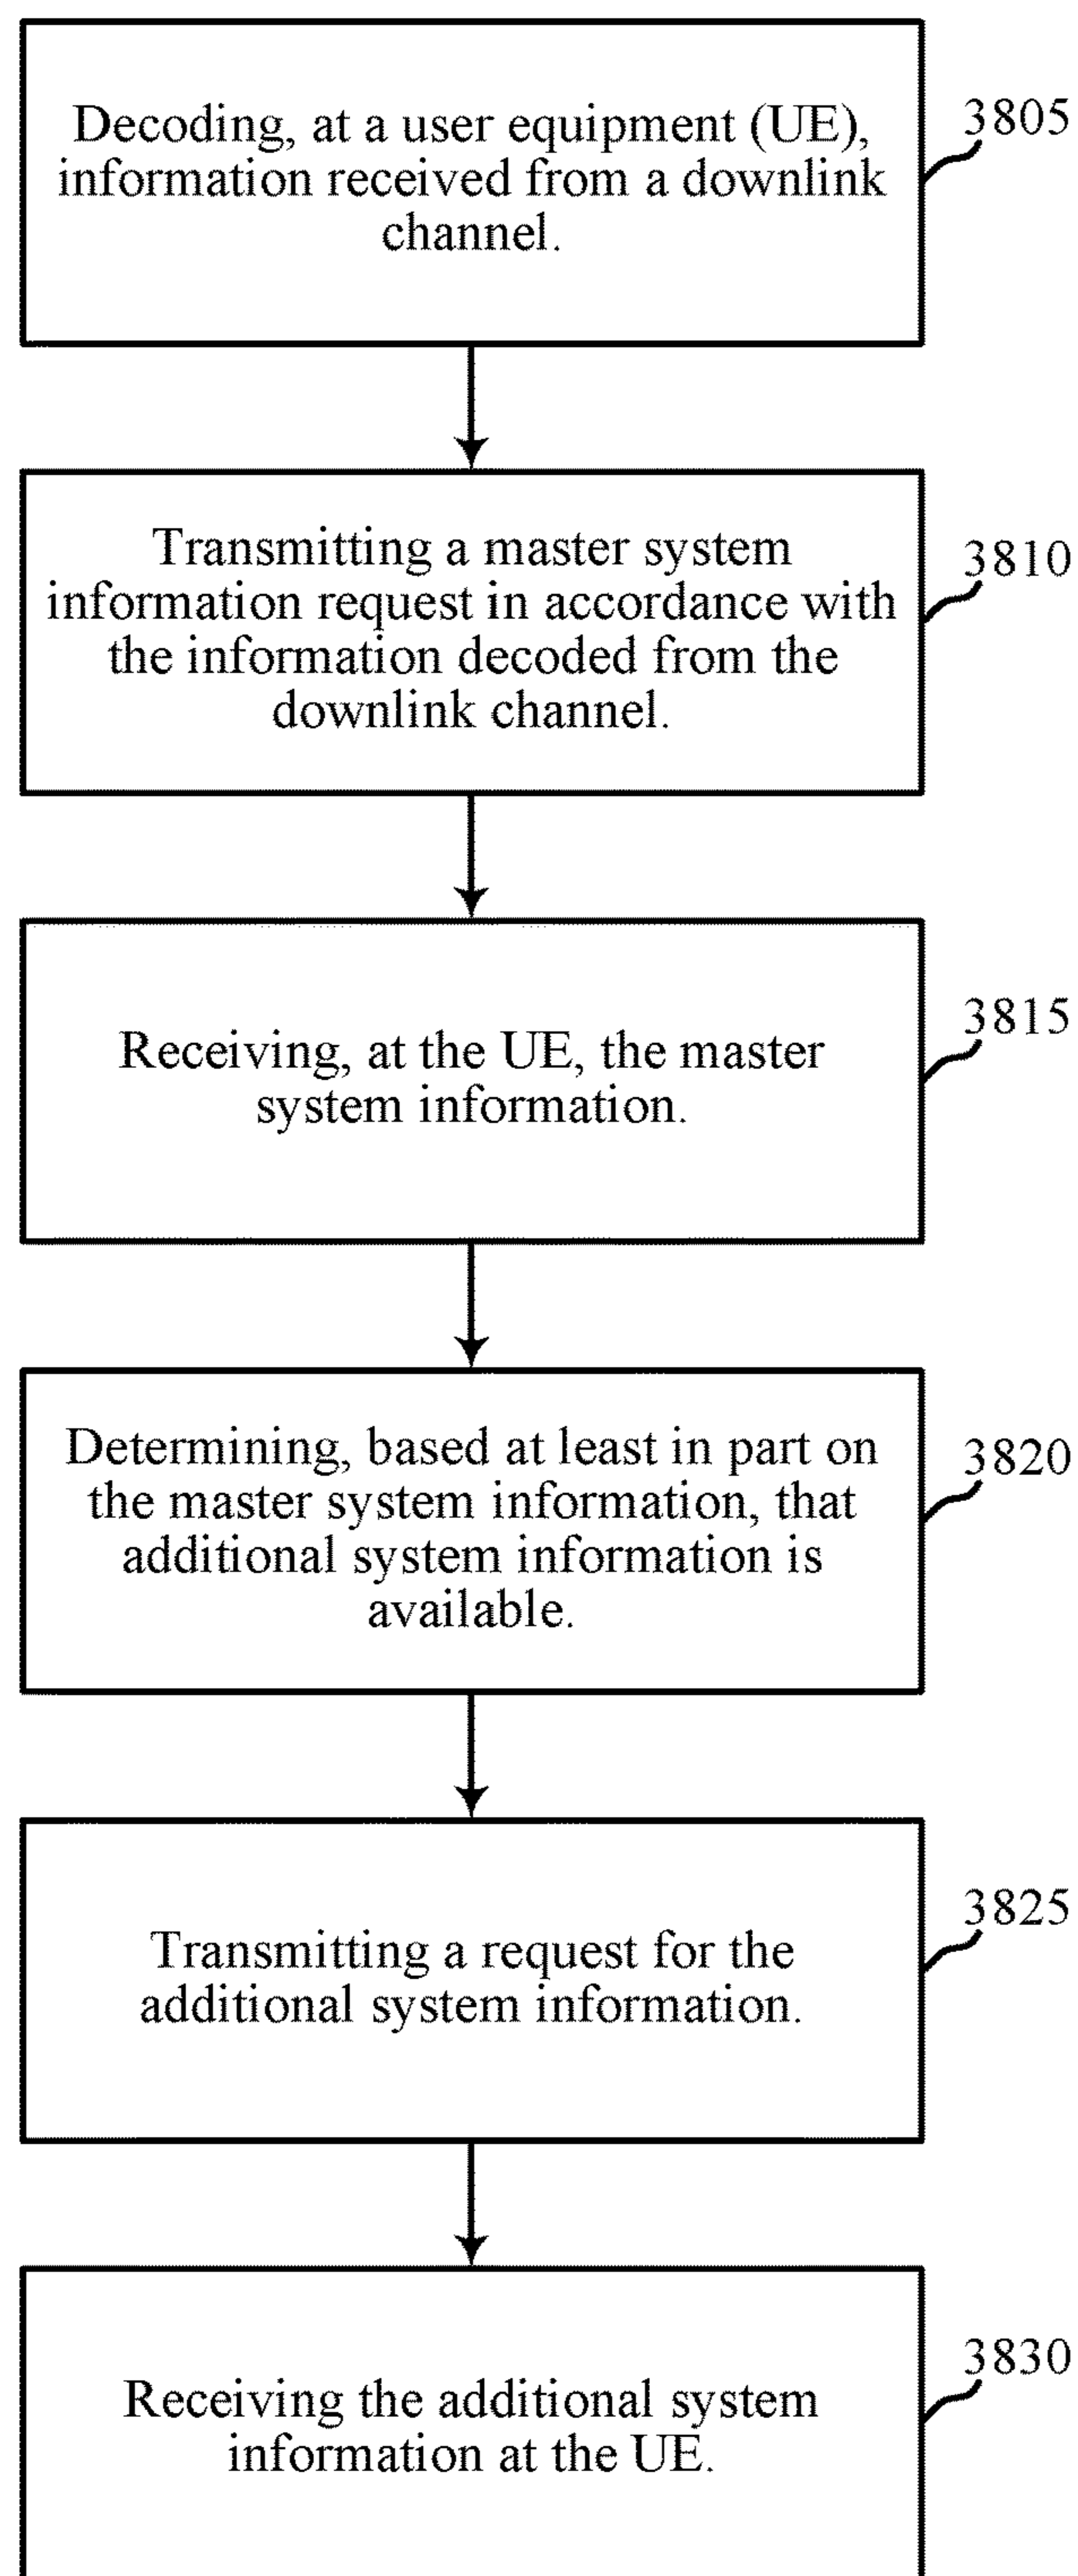 Decoding, at a user equipment (UE),
information received from a downlink
channel.
3805
Transmitting a master system
information request in accordance with
the information decoded from the
downlink channel.
3810
Receiving, at the UE, the master
system information.
3815
Determining, based at least in part on
the master system information, that
additional system information is
available.
3820
Transmitting a request for the
additional system information.
3825
Receiving the additional system
information at the UE.
3830